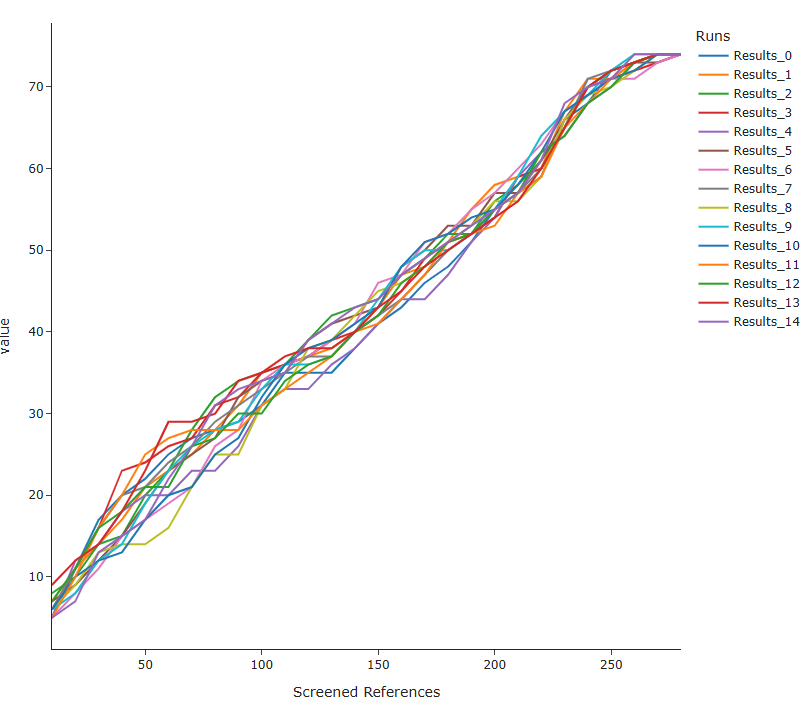 Runs
Results_0
Results_1
Results_2
Results_3
Results_4
Results_5
Results_6
Results_7
Results_8
Results_9
Results_10
Results_11
Results_12
Results_13
Results_14
70
60
50
40
30
20
10
value
50
100
150
200
250
Screened References